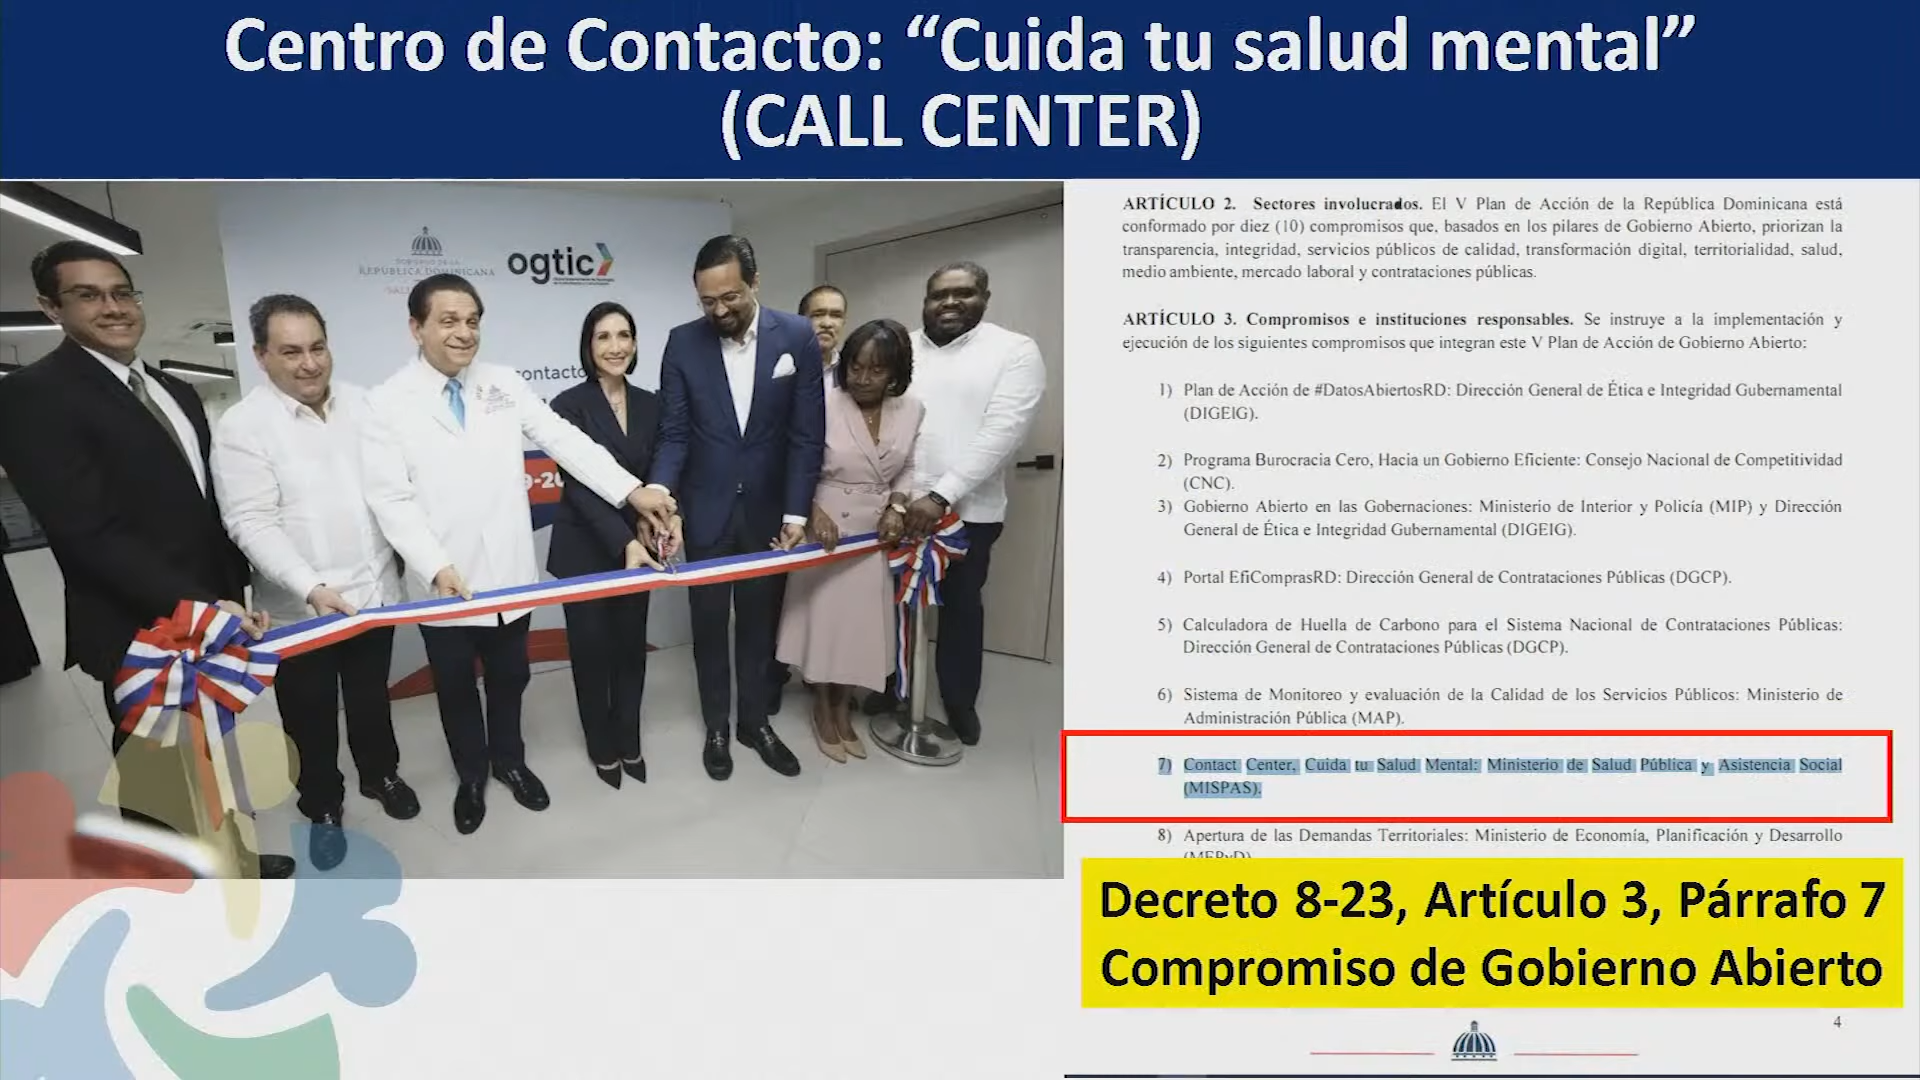 Centro de Contacto: “Cuida tu salud mental”
(CALL CENTER)
GOBIERNO DE LA
REPÚBLICA DOMINICANA
ogtic
contacto
9-20
ARTÍCULO 2. Sectores involucrados. El V Plan de Acción de la República Dominicana está
conformado por diez (10) compromisos que, basados en los pilares de Gobierno Abierto, priorizan la
transparencia, integridad, servicios públicos de calidad, transformación digital, territorialidad, salud,
medio ambiente, mercado laboral y contrataciones públicas.
ARTÍCULO 3. Compromisos e instituciones responsables. Se instruye a la implementación y
ejecución de los siguientes compromisos que integran este V Plan de Acción de Gobierno Abierto:
1) Plan de Acción de #DatosAbiertosRD: Dirección General de Ética e Integridad Gubernamental
(DIGEIG).
2) Programa Burocracia Cero, Hacia un Gobierno Eficiente: Consejo Nacional de Competitividad
(CNC).
3) Gobierno Abierto en las Gobernaciones: Ministerio de Interior y Policía (MIP) y Dirección
General de Ética e Integridad Gubernamental (DIGEIG).
4) Portal EfiComprasRD: Dirección General de Contrataciones Públicas (DGCP).
5) Calculadora de Huella de Carbono para el Sistema Nacional de Contrataciones Públicas:
Dirección General de Contrataciones Públicas (DGCP).
6) Sistema de Monitoreo y evaluación de la Calidad de los Servicios Públicos: Ministerio de
Administración Pública (MAP).
7) Contact Center, Cuida tu Salud Mental: Ministerio de Salud Pública y Asistencia Social
(MISPAS).
8) Apertura de las Demandas Territoriales: Ministerio de Economía, Planificación y Desarrollo
(MEPyD)
Decreto 8-23, Artículo 3, Párrafo 7
Compromiso de Gobierno Abierto
4